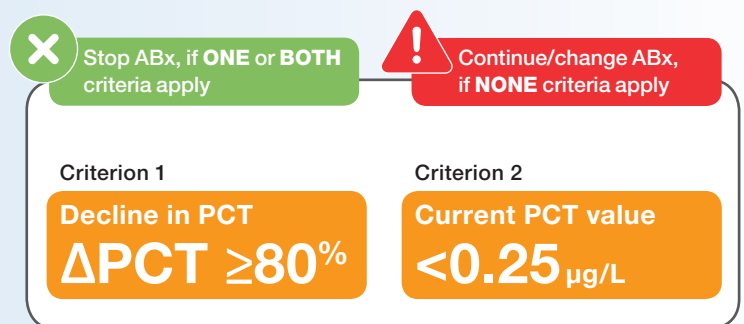 Stop ABx, if ONE or BOTH
criteria apply
Continue/change ABx,
if NONE criteria apply
Criterion 1
Decline in PCT
ΔPCT ≥80%
Criterion 2
Current PCT value
<0.25 µg/L